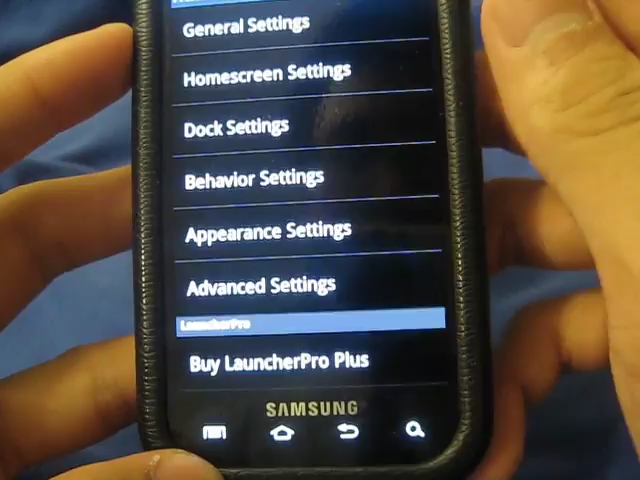 General Settings
Homescreen Settings
Dock Settings
Behavior Settings
Appearance Settings
Advanced Settings
LauncherPro
Buy LauncherPro Plus
SAMSUNG